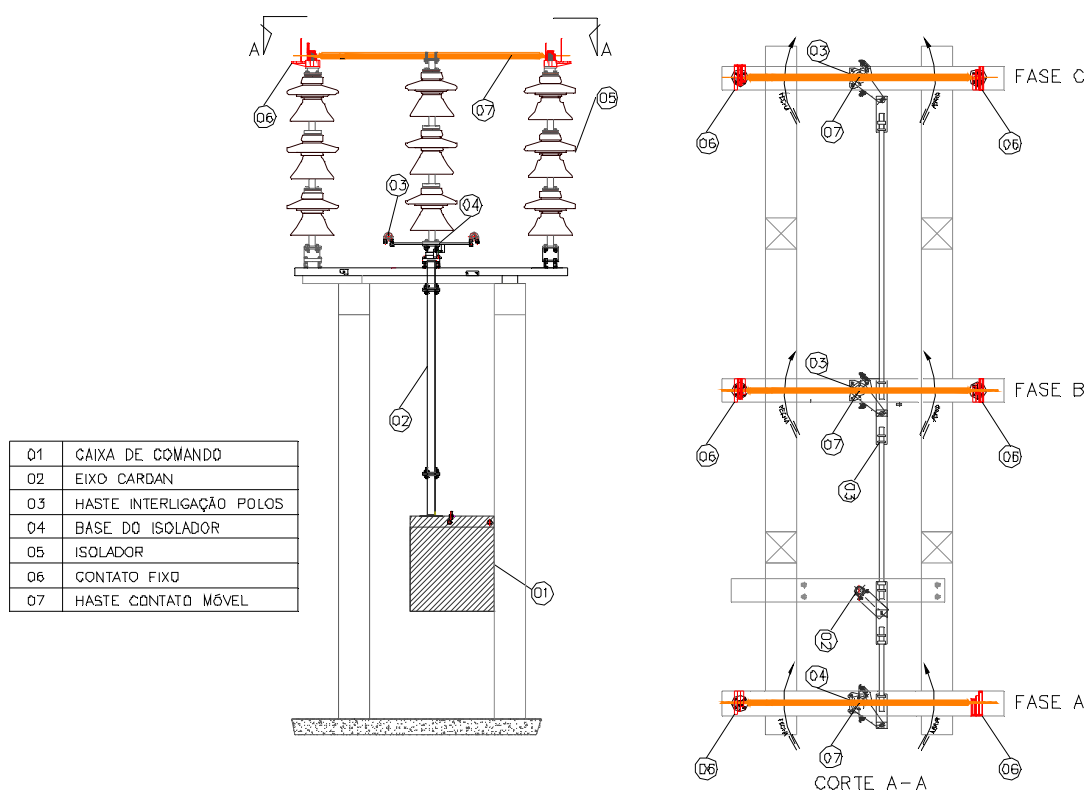 A
A
06
07
05
03
04
02
01
01 CAIXA DE COMANDO
02 EIXO CARDAN
03 HASTE INTERLIGAÇÃO POLOS
04 BASE DO ISOLADOR
05 ISOLADOR
06 CONTATO FIXO
07 HASTE CONTATO MÓVEL
03
FASE C
06
07
06
03
FASE B
06
07
06
03
02
04
FASE A
06
07
06
CORTE A-A